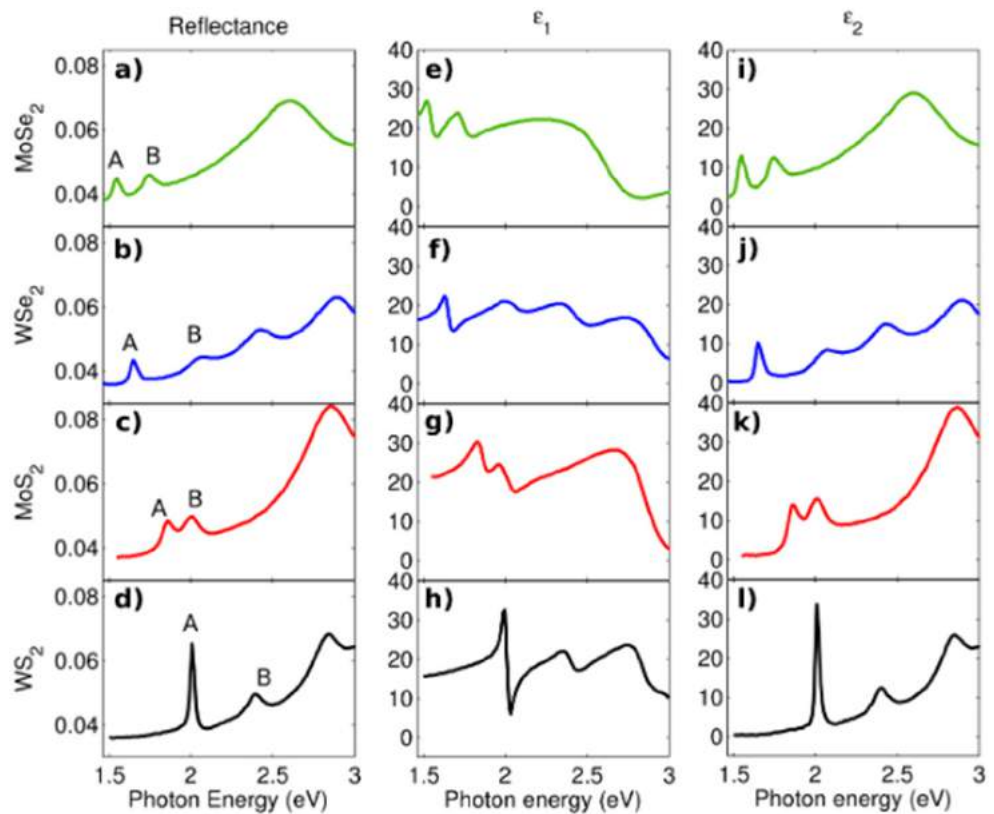 Reflectance ε1 ε2
MoSe2
a) e) i)
0.08 40 40
30 30
0.06 20 20
A B
10 10
0.04 0 0
WSe2
b) f) j)
0.08 40 40
30 30
0.06 20 20
A B
10 10
0.04 0 0
MoS2
c) g) k)
0.08 40 40
30 30
0.06 20 20
A B
10 10
0.04 0 0
WS2
d) h) l)
0.08 40 40
A
30 30
0.06 20 20
B
10 10
0.04 0 0
1.5 2 2.5 3 1.5 2 2.5 3 1.5 2 2.5 3
Photon Energy (eV) Photon energy (eV) Photon energy (eV)